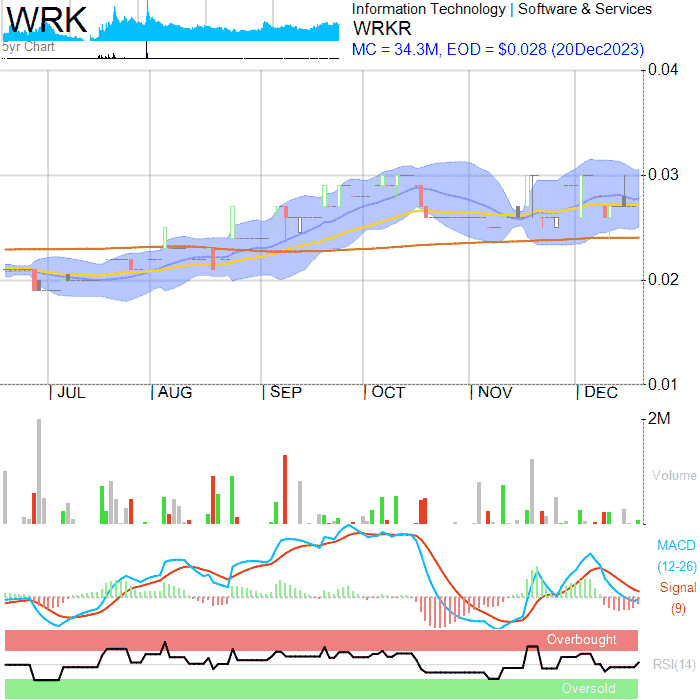 WRK
5yr Chart
Information Technology | Software & Services
WRKR
MC = 34.3M, EOD = $0.028 (20Dec2023)
0.04
0.03
0.02
0.01
| JUL | AUG | SEP | OCT | NOV | DEC
2M
Volume
MACD
(12-26)
Signal
(9)
Overbought
RSI(14)
Oversold